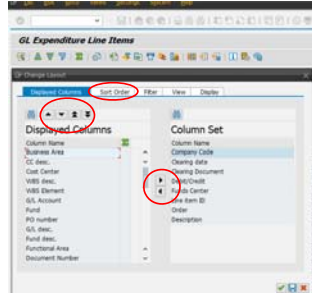 GL Expenditure Line Items
Change Layout
Displayed Columns Sort Order Filter View Display
Displayed Columns
Column Name
Business Area
CC desc.
Cost Center
WBS desc.
WBS Element
G/L Account
Fund
PO number
G/L desc.
Fund desc.
Functional Area
Document Number
Column Set
Column Name
Company Code
Clearing date
Clearing Document
Debit/Credit
Funds Center
Line item ID
Order
Description